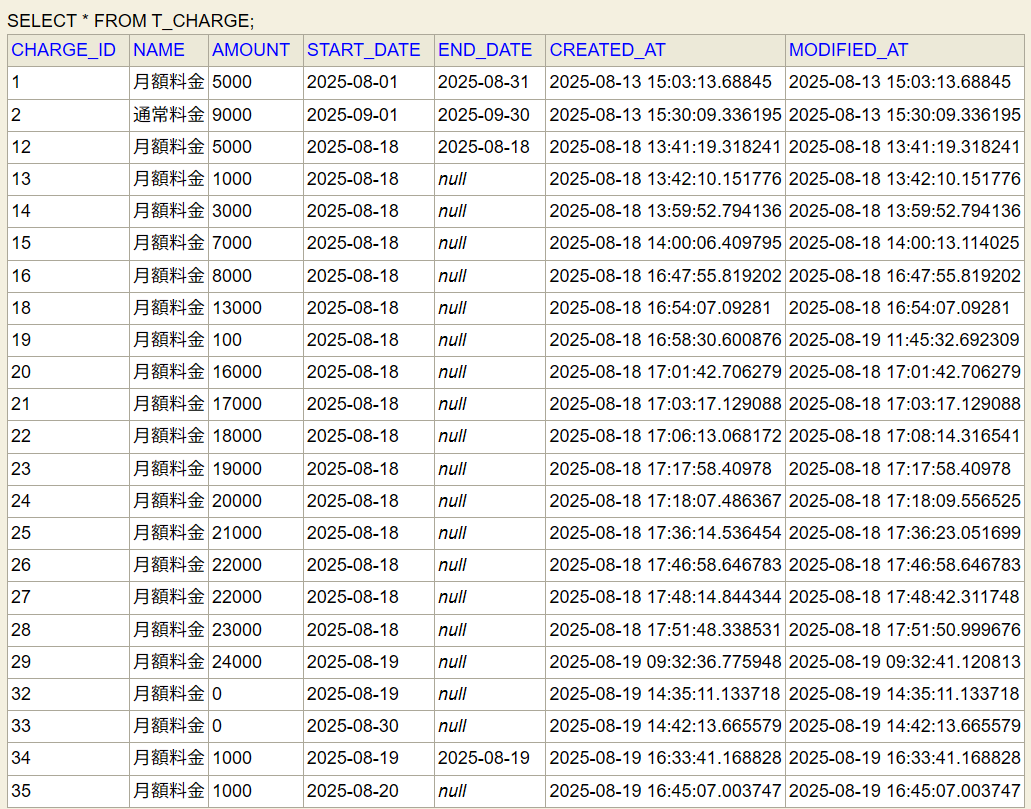 SELECT * FROM T_CHARGE;
CHARGE_ID NAME AMOUNT START_DATE END_DATE CREATED_AT MODIFIED_AT
1 月額料金 5000 2025-08-01 2025-08-31 2025-08-13 15:03:13.68845 2025-08-13 15:03:13.68845
2 通常料金 9000 2025-09-01 2025-09-30 2025-08-13 15:30:09.336195 2025-08-13 15:30:09.336195
12 月額料金 5000 2025-08-18 2025-08-18 2025-08-18 13:41:19.318241 2025-08-18 13:41:19.318241
13 月額料金 1000 2025-08-18 null 2025-08-18 13:42:10.151776 2025-08-18 13:42:10.151776
14 月額料金 3000 2025-08-18 null 2025-08-18 13:59:52.794136 2025-08-18 13:59:52.794136
15 月額料金 7000 2025-08-18 null 2025-08-18 14:00:06.409795 2025-08-18 14:00:13.114025
16 月額料金 8000 2025-08-18 null 2025-08-18 16:47:55.819202 2025-08-18 16:47:55.819202
18 月額料金 13000 2025-08-18 null 2025-08-18 16:54:07.09281 2025-08-18 16:54:07.09281
19 月額料金 100 2025-08-18 null 2025-08-18 16:58:30.600876 2025-08-19 11:45:32.692309
20 月額料金 16000 2025-08-18 null 2025-08-18 17:01:42.706279 2025-08-18 17:01:42.706279
21 月額料金 17000 2025-08-18 null 2025-08-18 17:03:17.129088 2025-08-18 17:03:17.129088
22 月額料金 18000 2025-08-18 null 2025-08-18 17:06:13.068172 2025-08-18 17:08:14.316541
23 月額料金 19000 2025-08-18 null 2025-08-18 17:17:58.40978 2025-08-18 17:17:58.40978
24 月額料金 20000 2025-08-18 null 2025-08-18 17:18:07.486367 2025-08-18 17:18:09.556525
25 月額料金 21000 2025-08-18 null 2025-08-18 17:36:14.536454 2025-08-18 17:36:23.051699
26 月額料金 22000 2025-08-18 null 2025-08-18 17:46:58.646783 2025-08-18 17:46:58.646783
27 月額料金 22000 2025-08-18 null 2025-08-18 17:48:14.844344 2025-08-18 17:48:42.311748
28 月額料金 23000 2025-08-18 null 2025-08-18 17:51:48.338531 2025-08-18 17:51:50.999676
29 月額料金 24000 2025-08-19 null 2025-08-19 09:32:36.775948 2025-08-19 09:32:41.120813
32 月額料金 0 2025-08-19 null 2025-08-19 14:35:11.133718 2025-08-19 14:35:11.133718
33 月額料金 0 2025-08-30 null 2025-08-19 14:42:13.665579 2025-08-19 14:42:13.665579
34 月額料金 1000 2025-08-19 2025-08-19 2025-08-19 16:33:41.168828 2025-08-19 16:33:41.168828
35 月額料金 1000 2025-08-20 null 2025-08-19 16:45:07.003747 2025-08-19 16:45:07.003747